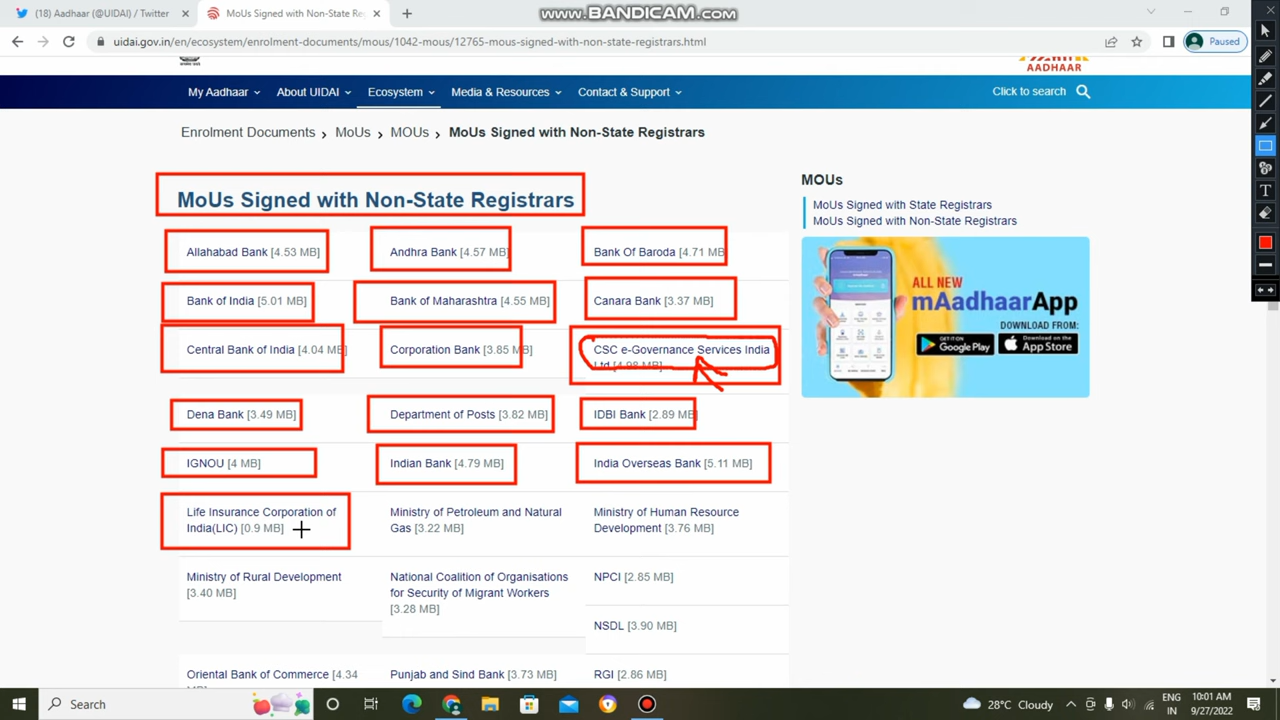 (18) Aadhaar (@UIDAI) / Twitter
MoUs Signed with Non-State Re
www.BANDICAM.com
uidai.gov.in/en/ecosystem/enrolment-documents/mous/1042-mous/12765-mous-signed-with-non-state-registrars.html
Paused
AADHAAR
My Aadhaar
About UIDAI
Ecosystem
Media & Resources
Contact & Support
Click to search
Enrolment Documents > MoUs > MOUs > MoUs Signed with Non-State Registrars
MoUs Signed with Non-State Registrars
Allahabad Bank [4.53 MB]
Andhra Bank [4.57 MB]
Bank Of Baroda [4.71 MB
Bank of India [5.01 MB]
Bank of Maharashtra [4.55 MB]
Canara Bank [3.37 MB]
Central Bank of India [4.04 MB]
Corporation Bank [3.85 MB]
CSC e-Governance Services India
Ltd [4.98 MB]
Dena Bank [3.49 MB]
Department of Posts [3.82 MB]
IDBI Bank [2.89 MB]
IGNOU [4 MB]
Indian Bank [4.79 MB]
India Overseas Bank [5.11 MB]
Life Insurance Corporation of
India(LIC) [0.9 MB]
Ministry of Petroleum and Natural
Gas [3.22 MB]
Ministry of Human Resource
Development [3.76 MB]
Ministry of Rural Development
[3.40 MB]
National Coalition of Organisations
for Security of Migrant Workers
[3.28 MB]
NPCI [2.85 MB]
NSDL [3.90 MB]
Oriental Bank of Commerce [4.34
Punjab and Sind Bank [3.73 MB]
RGI [2.86 MB]
MOUs
MoUs Signed with State Registrars
MoUs Signed with Non-State Registrars
ALL NEW
mAadhaarApp
DOWNLOAD FROM:
GET IT ON
Google Play
Download on the
App Store
T
Search
28°C Cloudy
ENG
IN
10:01 AM
9/27/2022